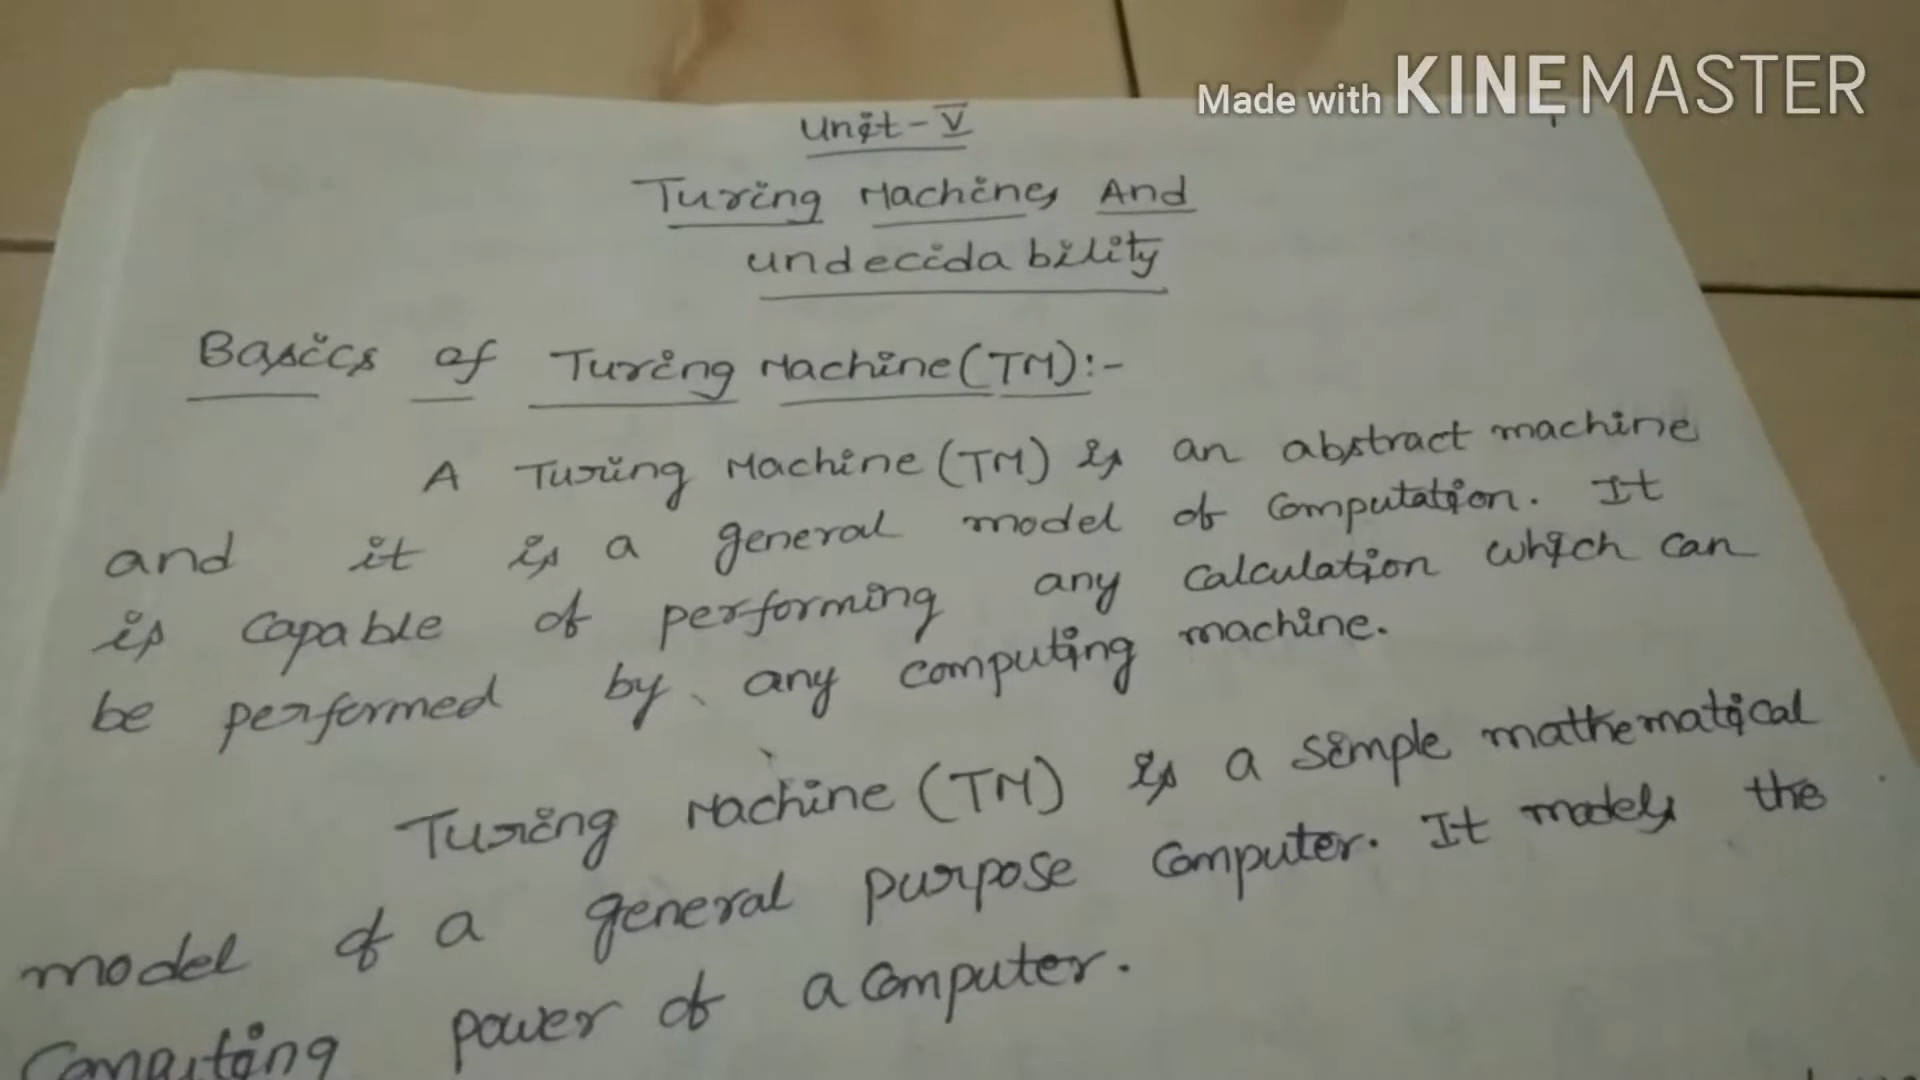 Made with KINEMASTER
Unit - V
Turing Machines And
undecidability
Basics of Turing Machine (TM):-
A Turing Machine (TM) is an abstract machine
and it is a general model of computation. It
is capable of performing any calculation which can
be performed by any computing machine.
Turing Machine (TM) is a simple mathematical
model of a general purpose computer. It models the
Computing power of a computer.